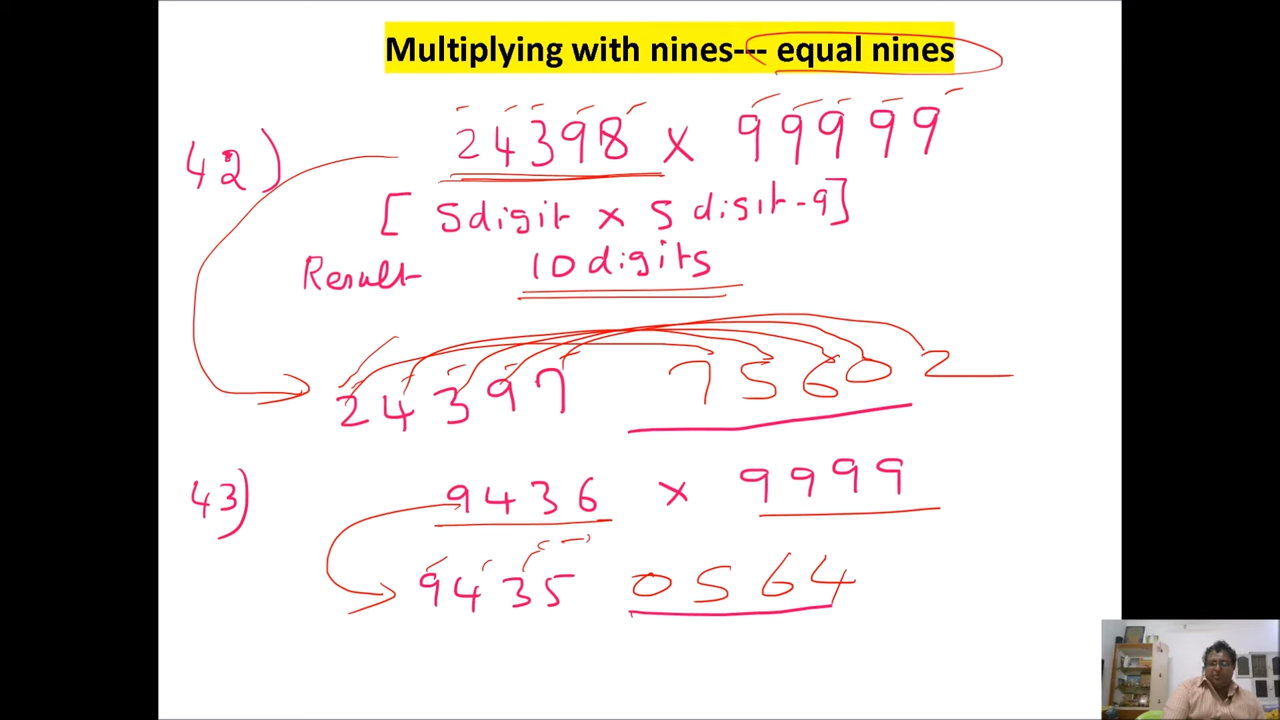 Multiplying with nines--- equal nines
42) 24398 x 99999
[ 5digit x 5 digit-9]
Result 10digits
24397 75602
43) 9436 x 9999
9435 0564